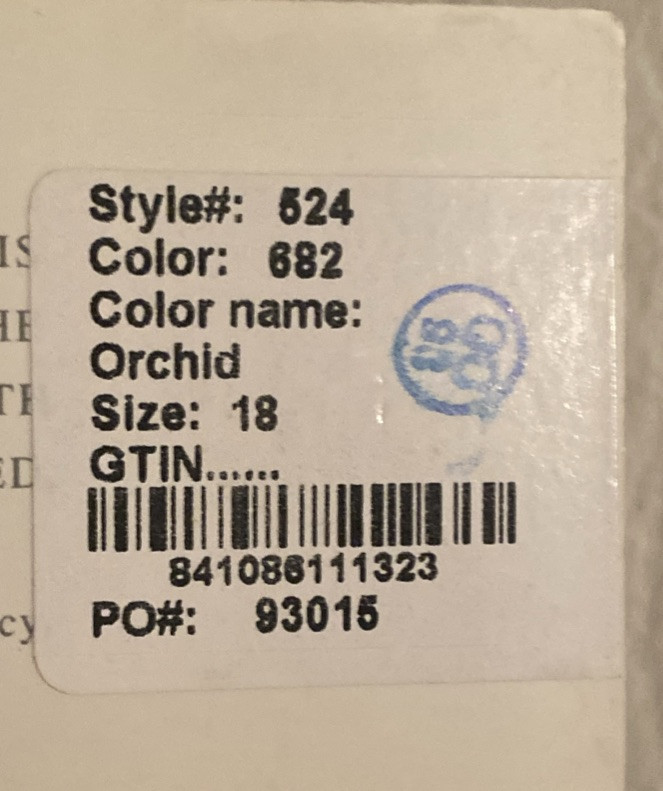 Style#: 524
Color: 682
Color name:
Orchid
Size: 18
GTIN......
841086111323
PO#: 93015